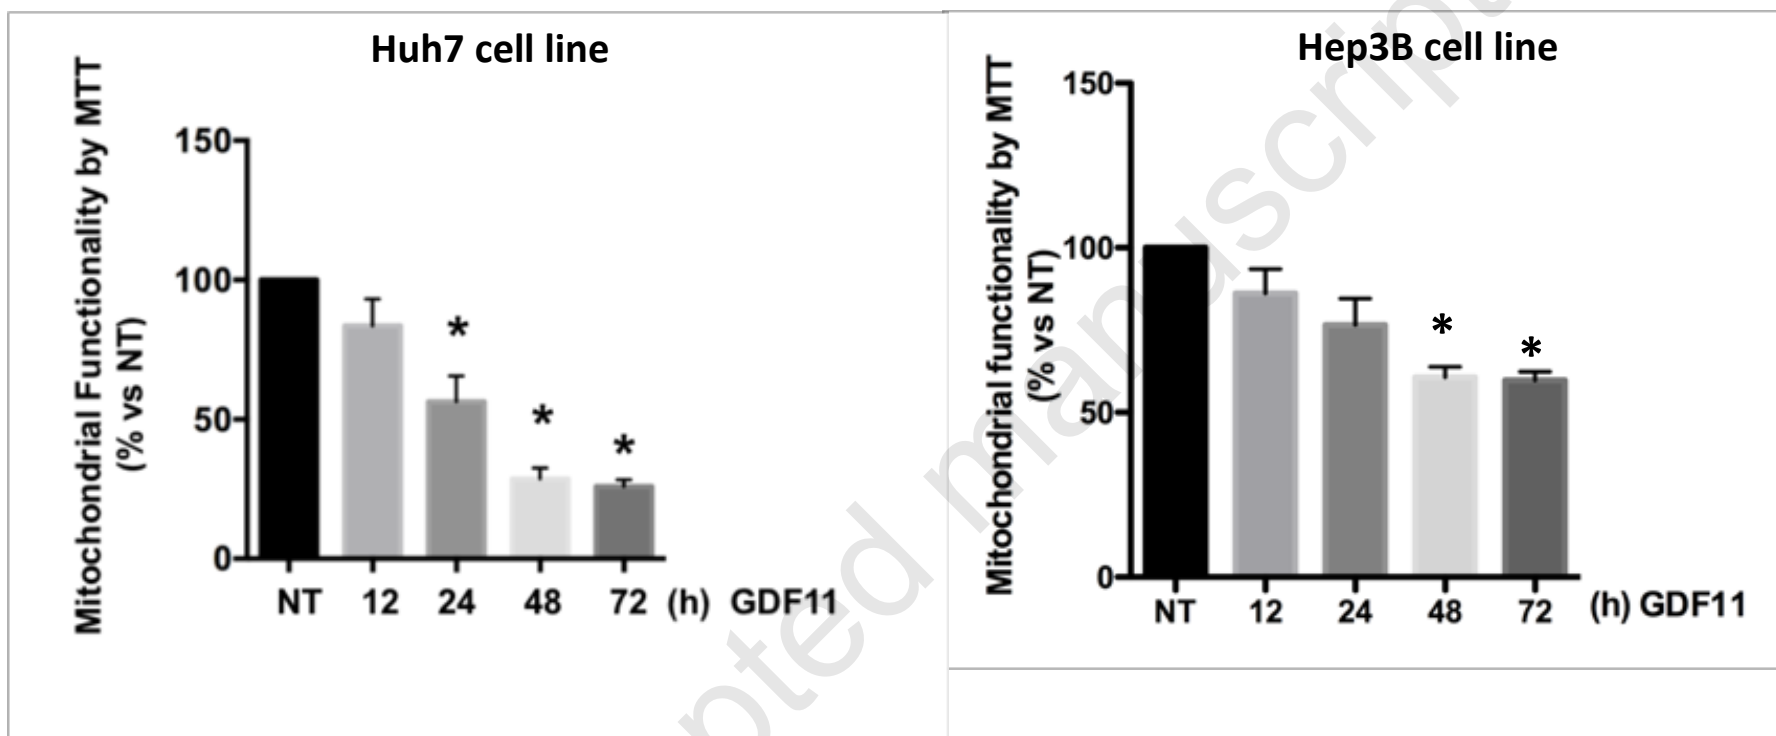 Huh7 cell line
Mitochondrial Functionality by MTT
(% vs NT)
150
100
50
0
*
*
*
NT 12 24 48 72 (h) GDF11
Hep3B cell line
Mitochondrial functionality by MTT
(% vs NT)
150
100
50
0
*
*
NT 12 24 48 72 (h) GDF11
pted manuscript